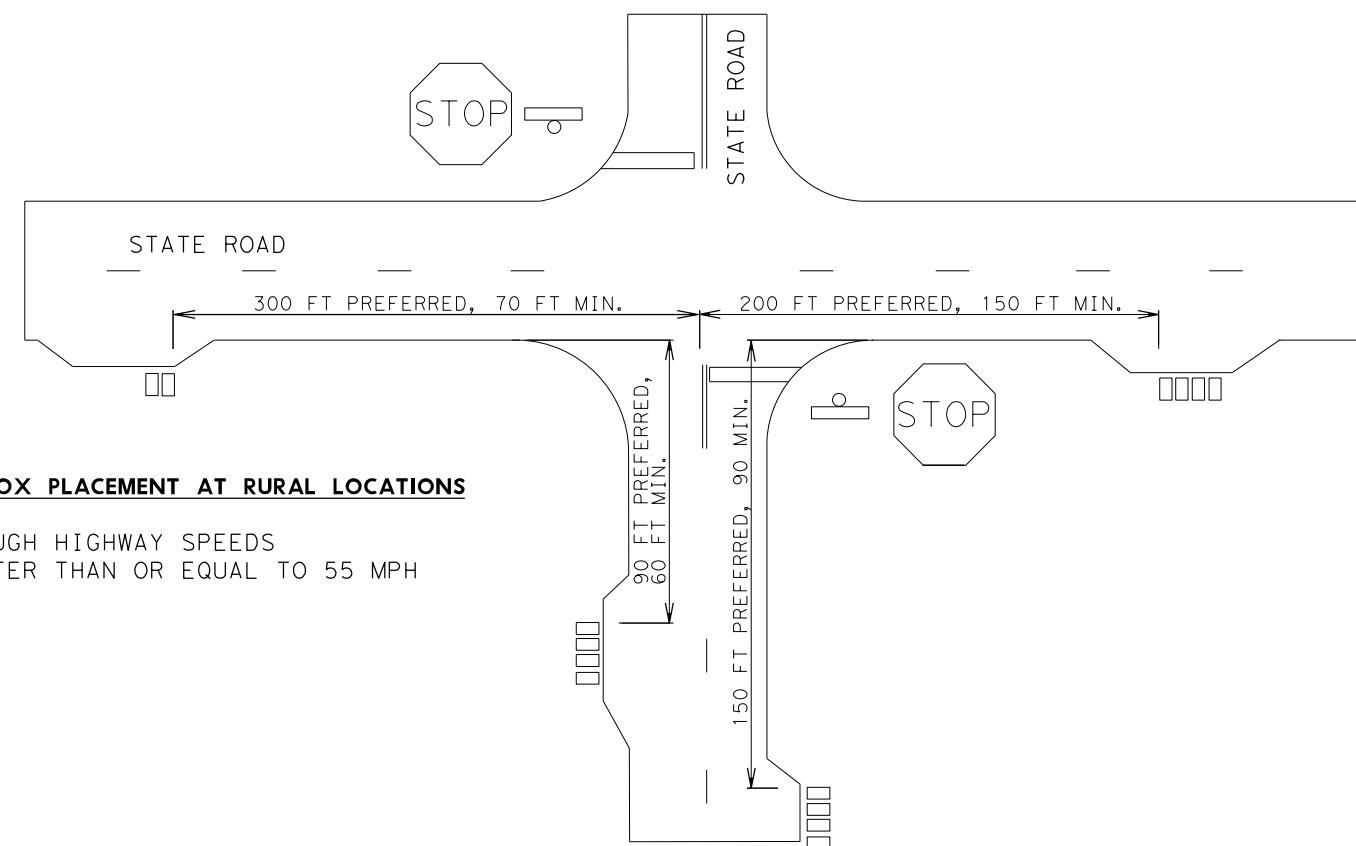 STATE ROAD
STOP
STATE ROAD
300 FT PREFERRED, 70 FT MIN.
200 FT PREFERRED, 150 FT MIN.
90 FT PREFERRED,
60 FT MIN.
150 FT PREFERRED, 90 MIN.
STOP
OX PLACEMENT AT RURAL LOCATIONS
UGH HIGHWAY SPEEDS
TER THAN OR EQUAL TO 55 MPH